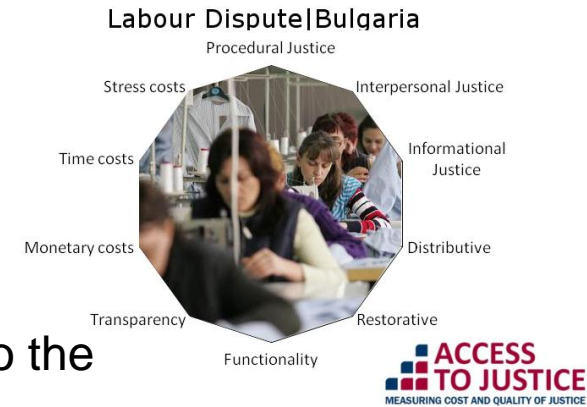 Labour Dispute|Bulgaria
Procedural Justice
Stress costs
Interpersonal Justice
Time costs
Informational
Justice
Monetary costs
Distributive
Transparency
Restorative
Functionality
the
ACCESS
TO JUSTICE
MEASURING COST AND QUALITY OF JUSTICE